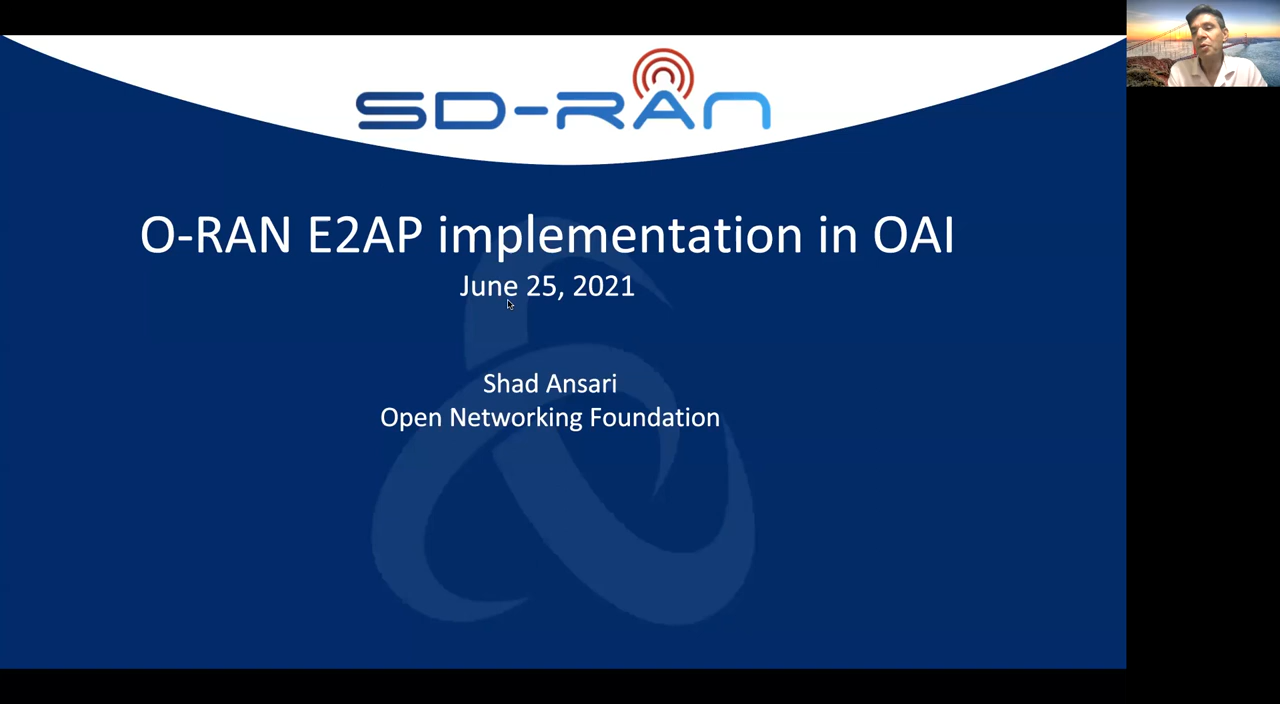 SD-RAN
O-RAN E2AP implementation in OAI
June 25, 2021
Shad Ansari
Open Networking Foundation